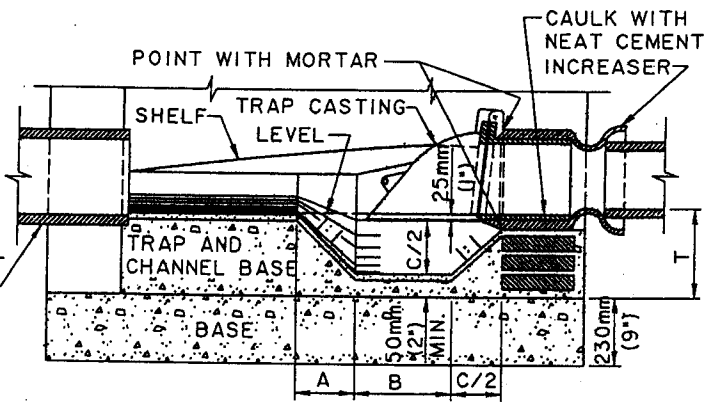 CAULK WITH
NEAT CEMENT
INCREASER
POINT WITH MORTAR
TRAP CASTING
SHELF
LEVEL
25mm
(1")
1:1
C/2
TRAP AND
CHANNEL BASE
T
BASE
50mm
(2")
MIN.
230mm
(9")
A
B
C/2